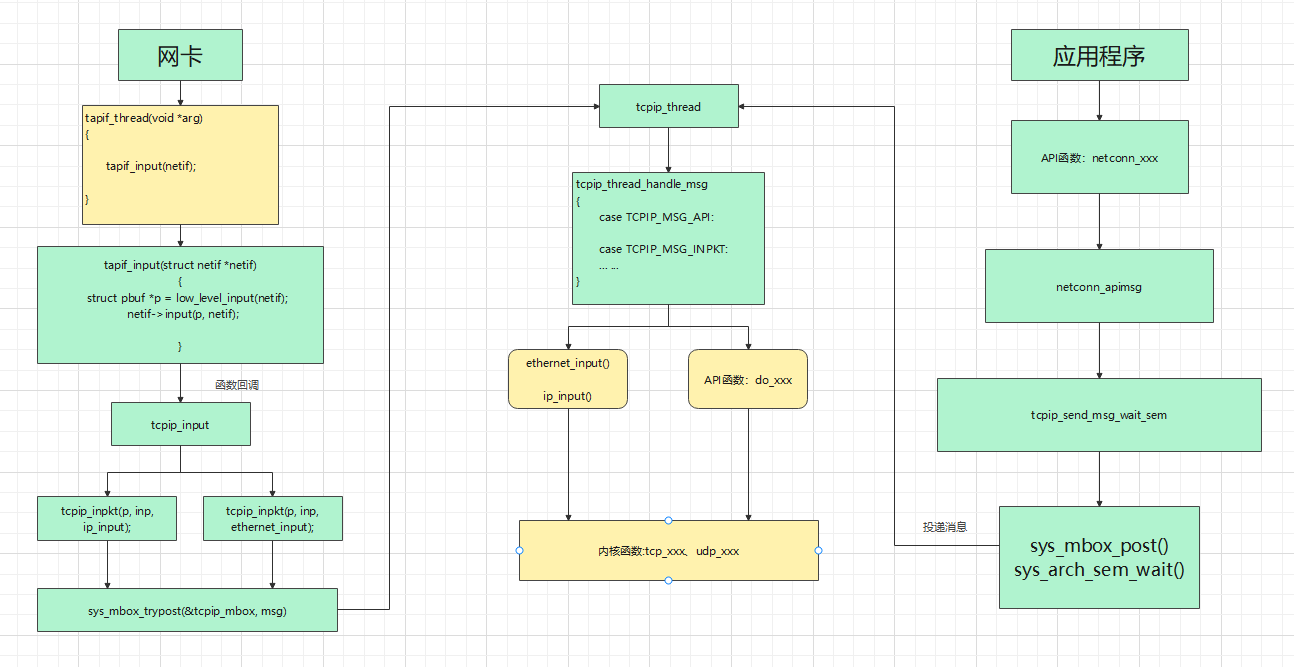 网卡
tapif_thread(void *arg)
{
tapif_input(netif);
}
tapif_input(struct netif *netif)
{
struct pbuf *p = low_level_input(netif);
netif->input(p, netif);
}
函数回调
tcpip_input
tcpip_inpkt(p, inp,
ip_input);
tcpip_inpkt(p, inp,
ethernet_input);
sys_mbox_trypost(&tcpip_mbox, msg)
tcpip_thread
tcpip_thread_handle_msg
{
case TCPIP_MSG_API:
case TCPIP_MSG_INPKT:
... ...
}
ethernet_input()
ip_input()
API函数：do_xxx
内核函数:tcp_xxx、udp_xxx
应用程序
API函数：netconn_xxx
netconn_apimsg
tcpip_send_msg_wait_sem
投递消息
sys_mbox_post()
sys_arch_sem_wait()